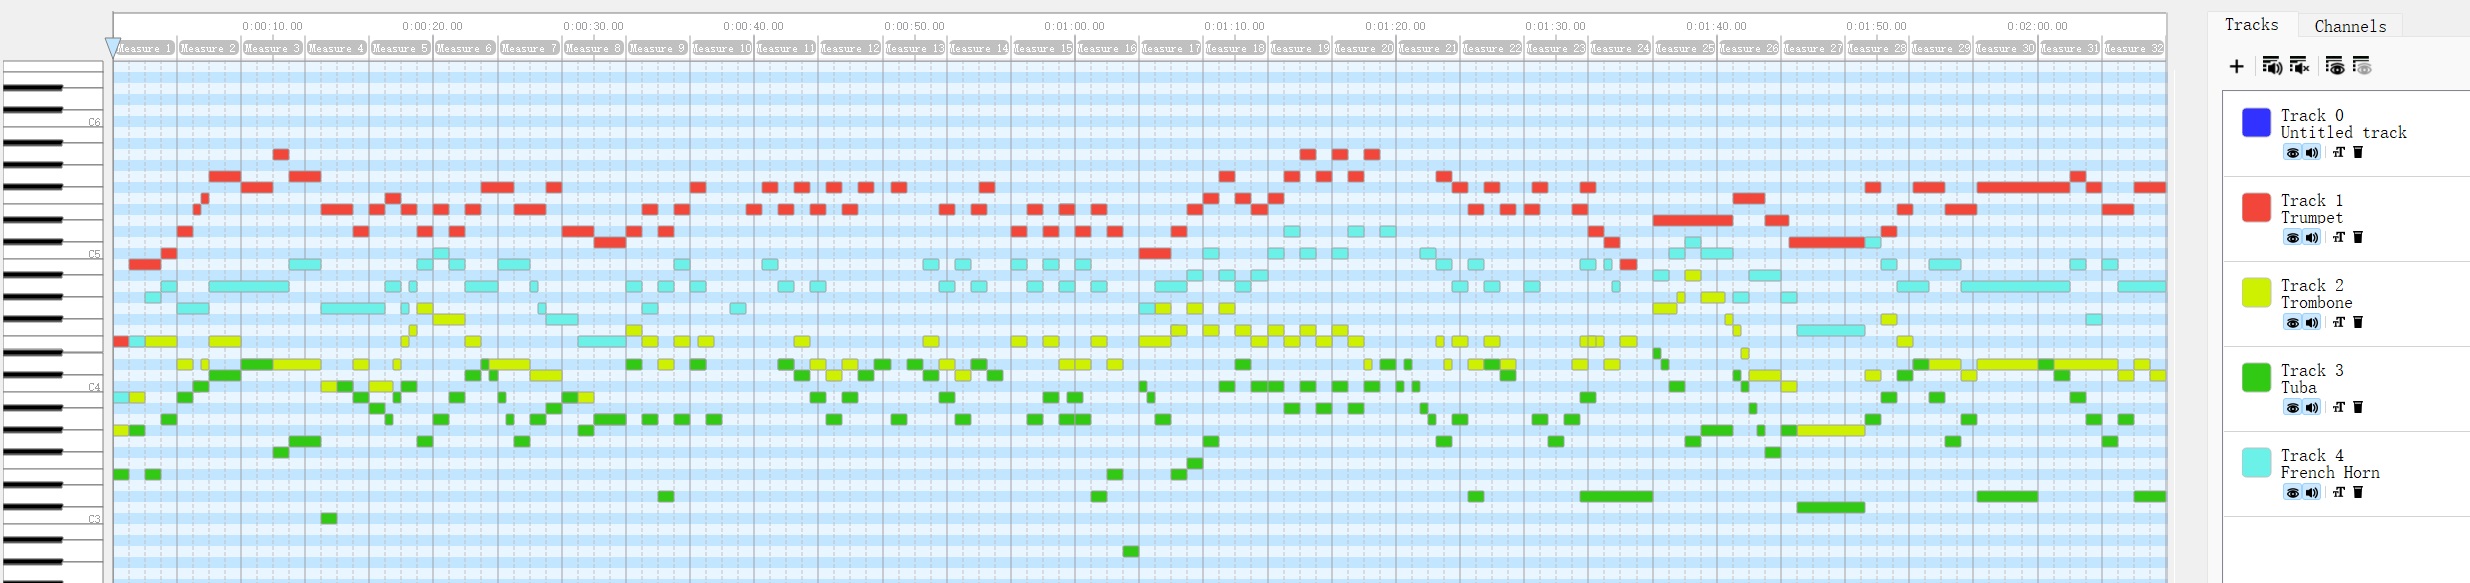 0:00:10.00 0:00:20.00 0:00:30.00 0:00:40.00 0:00:50.00 0:01:00.00 0:01:10.00 0:01:20.00 0:01:30.00 0:01:40.00 0:01:50.00 0:02:00.00
Measure 1 Measure 2 Measure 3 Measure 4 Measure 5 Measure 6 Measure 7 Measure 8 Measure 9 Measure 10 Measure 11 Measure 12 Measure 13 Measure 14 Measure 15 Measure 16 Measure 17 Measure 18 Measure 19 Measure 20 Measure 21 Measure 22 Measure 23 Measure 24 Measure 25 Measure 26 Measure 27 Measure 28 Measure 29 Measure 30 Measure 31 Measure 32
C6
C5
C4
C3
Tracks Channels
Track 0
Untitled track
Track 1
Trumpet
Track 2
Trombone
Track 3
Tuba
Track 4
French Horn